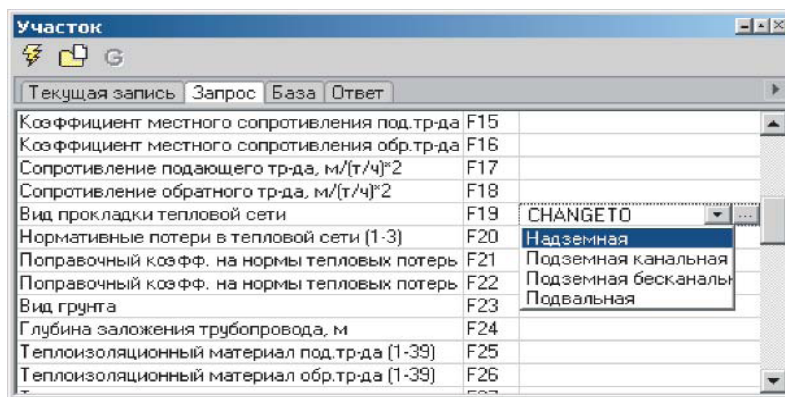 Участок
G
Текущая запись Запрос База Ответ
Коэффициент местного сопротивления под.тр-да F15
Коэффициент местного сопротивления обр.тр-да F16
Сопротивление подающего тр-да, м/(т/ч)*2 F17
Сопротивление обратного тр-да, м/(т/ч)*2 F18
Вид прокладки тепловой сети F19 CHANGETO ...
Нормативные потери в тепловой сети (1-3) F20 Надземная
Поправочный коэфф. на нормы тепловых потерь F21 Подземная канальная
Поправочный коэфф. на нормы тепловых потерь F22 Подземная бесканальн
Вид грунта F23 Подвальная
Глубина заложения трубопровода, м F24
Теплоизоляционный материал под.тр-да (1-39) F25
Теплоизоляционный материал обр.тр-да (1-39) F26